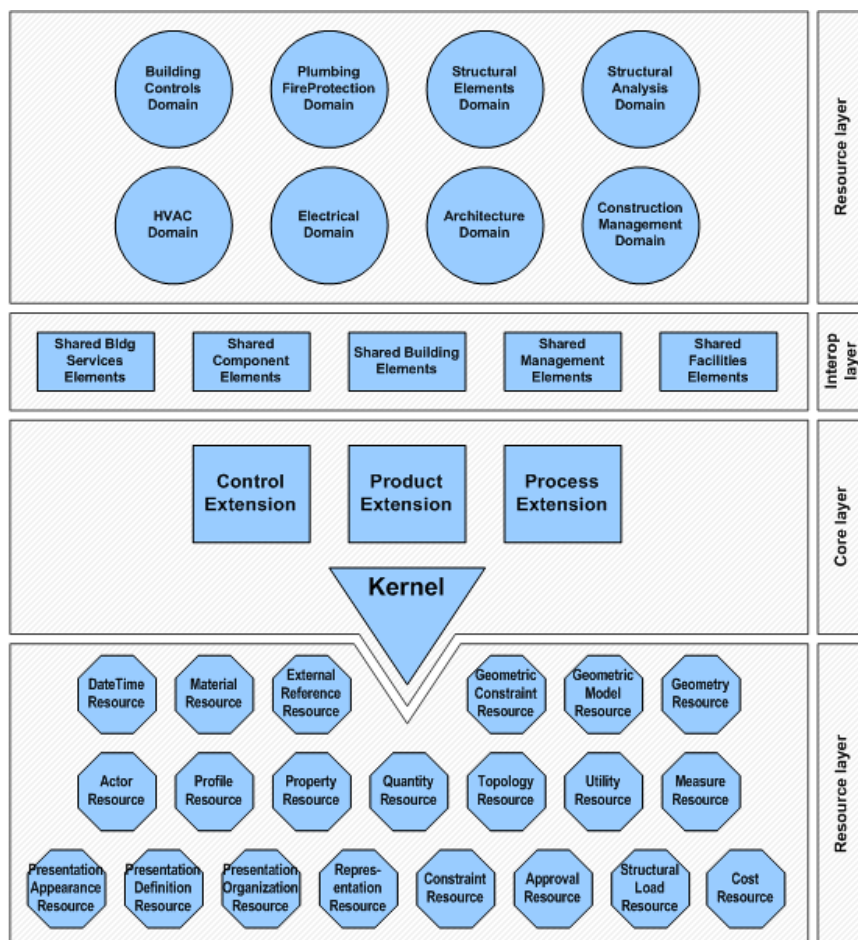 Building
Controls
Domain
Plumbing
FireProtection
Domain
Structural
Elements
Domain
Structural
Analysis
Domain
HVAC
Domain
Electrical
Domain
Architecture
Domain
Construction
Management
Domain
Resource layer
Shared Bldg
Services
Elements
Shared
Component
Elements
Shared Building
Elements
Shared
Management
Elements
Shared
Facilities
Elements
Interop
layer
Control
Extension
Product
Extension
Process
Extension
Kernel
Core layer
DateTime
Resource
Material
Resource
External
Reference
Resource
Geometric
Constraint
Resource
Geometric
Model
Resource
Geometry
Resource
Actor
Resource
Profile
Resource
Property
Resource
Quantity
Resource
Topology
Resource
Utility
Resource
Measure
Resource
Presentation
Appearance
Resource
Presentation
Definition
Resource
Presentation
Organization
Resource
Repres-
entation
Resource
Constraint
Resource
Approval
Resource
Structural
Load
Resource
Cost
Resource
Resource layer